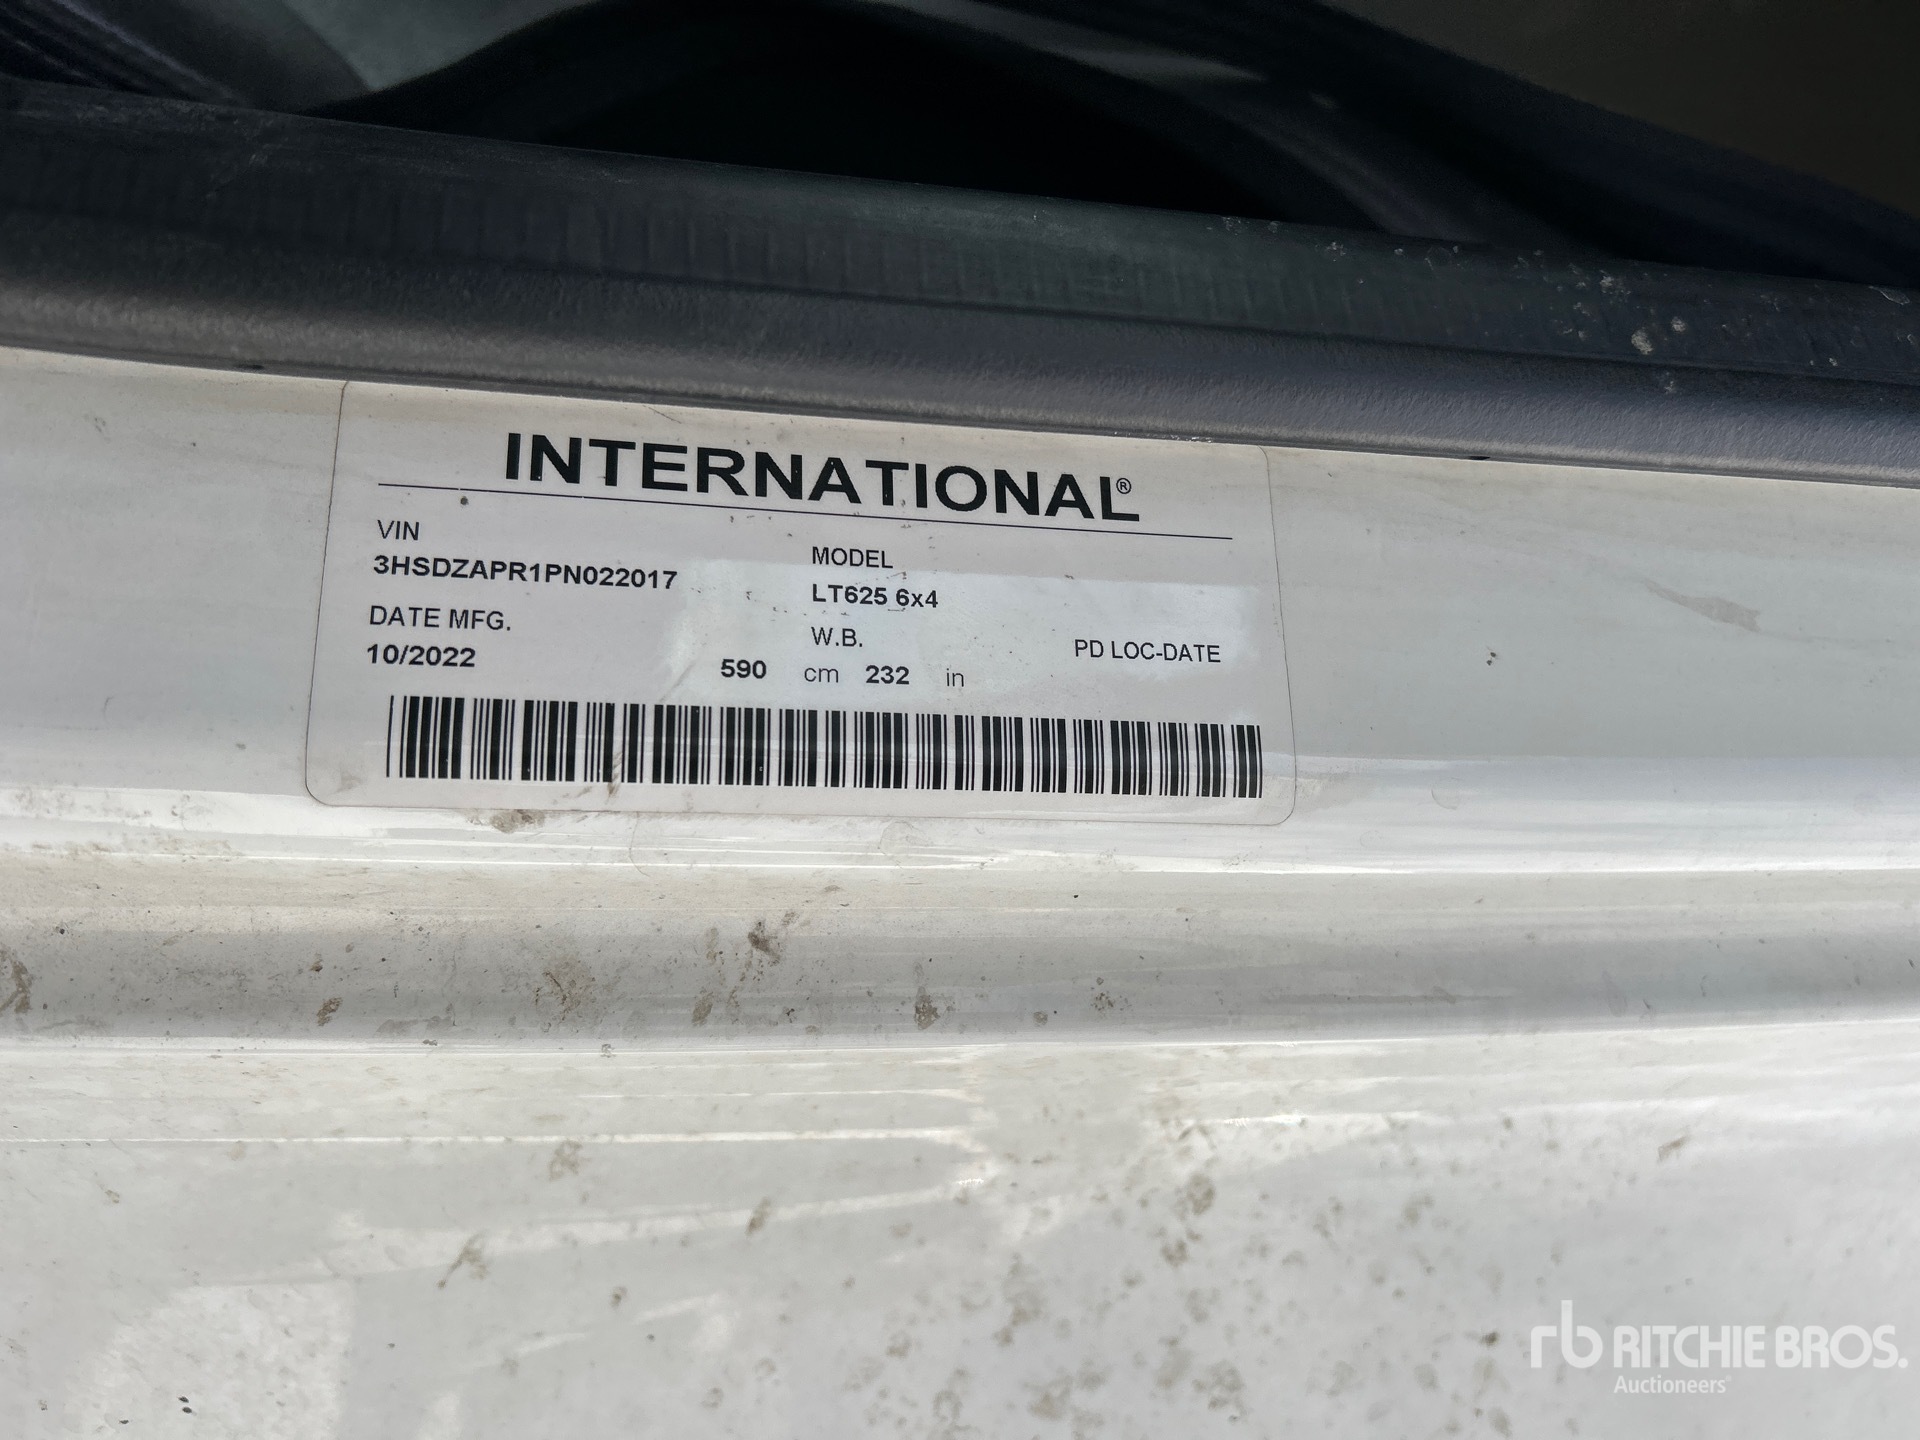 INTERNATIONAL®
VIN
3HSDZAPR1PN022017
MODEL
LT625 6x4
DATE MFG.
10/2022
W.B.
590 cm 232 in
PD LOC-DATE
rb RITCHIE BROS.
Auctioneers